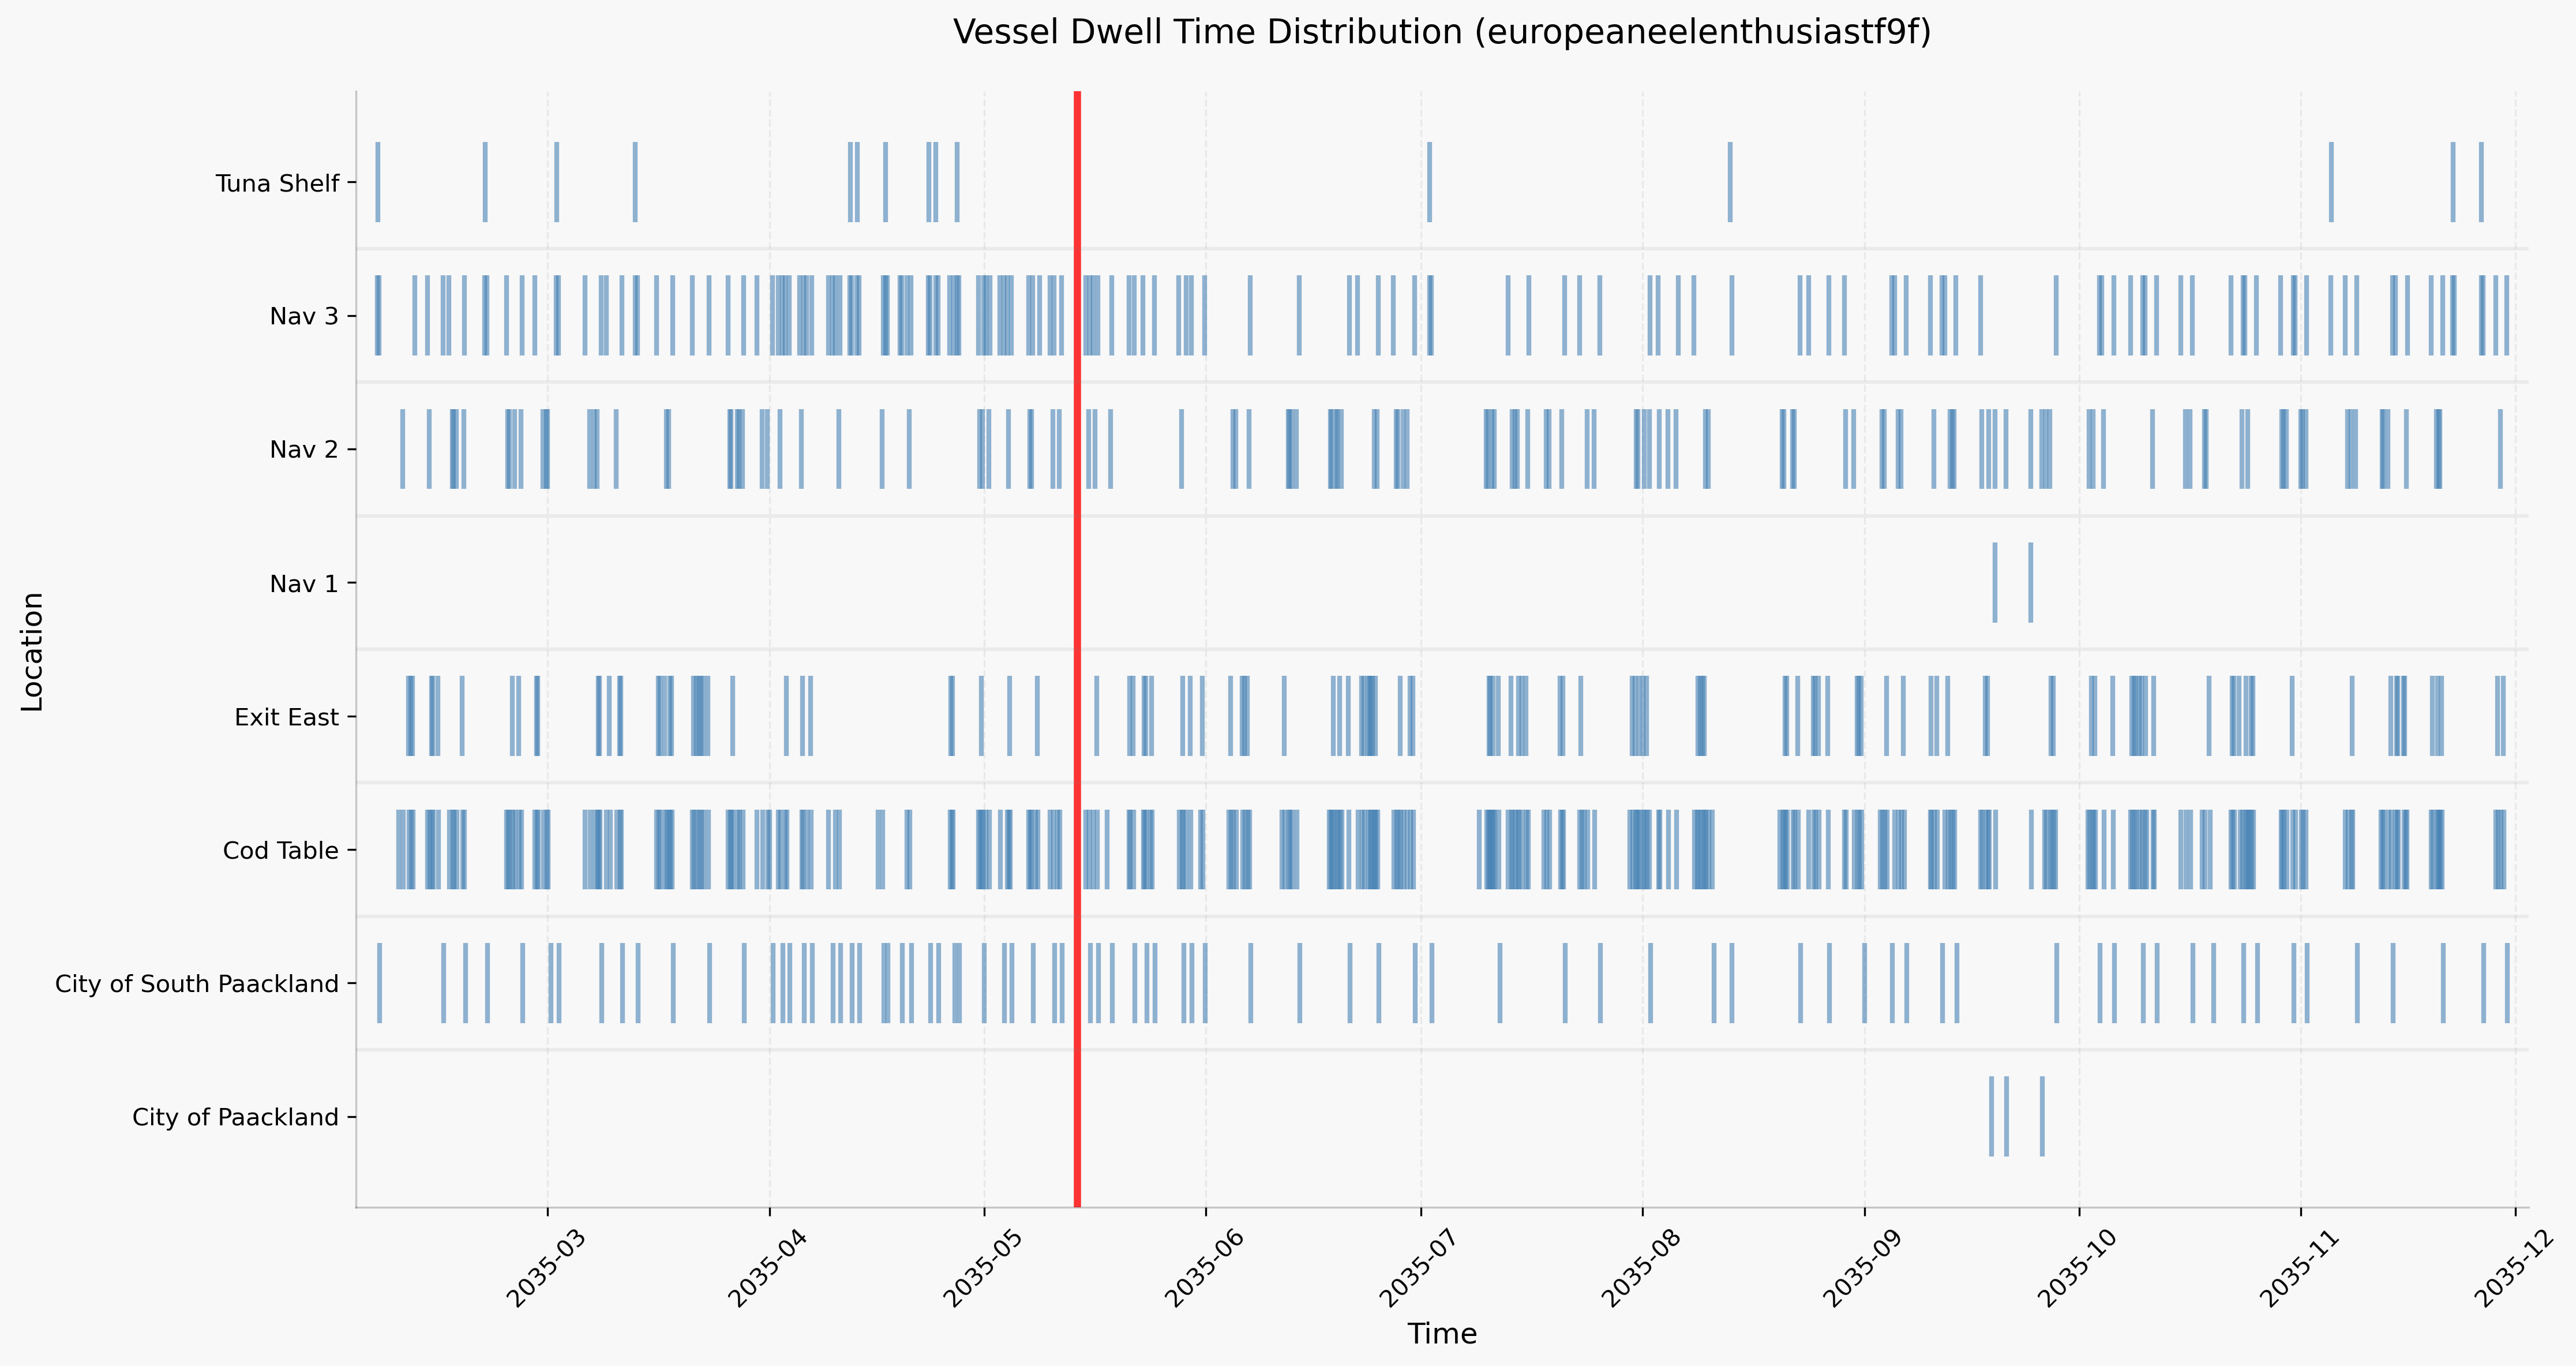 Vessel Dwell Time Distribution (europeaneelenthusiastf9f)
Location
Tuna Shelf
Nav 3
Nav 2
Nav 1
Exit East
Cod Table
City of South Paackland
City of Paackland
2035-03
2035-04
2035-05
2035-06
2035-07
2035-08
2035-09
2035-10
2035-11
2035-12
Time